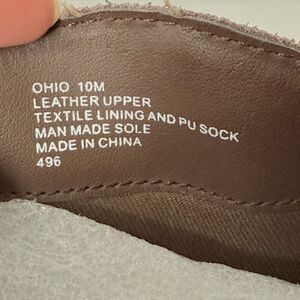 OHIO 10M
LEATHER UPPER
TEXTILE LINING AND PU SOCK
MAN MADE SOLE
MADE IN CHINA
496